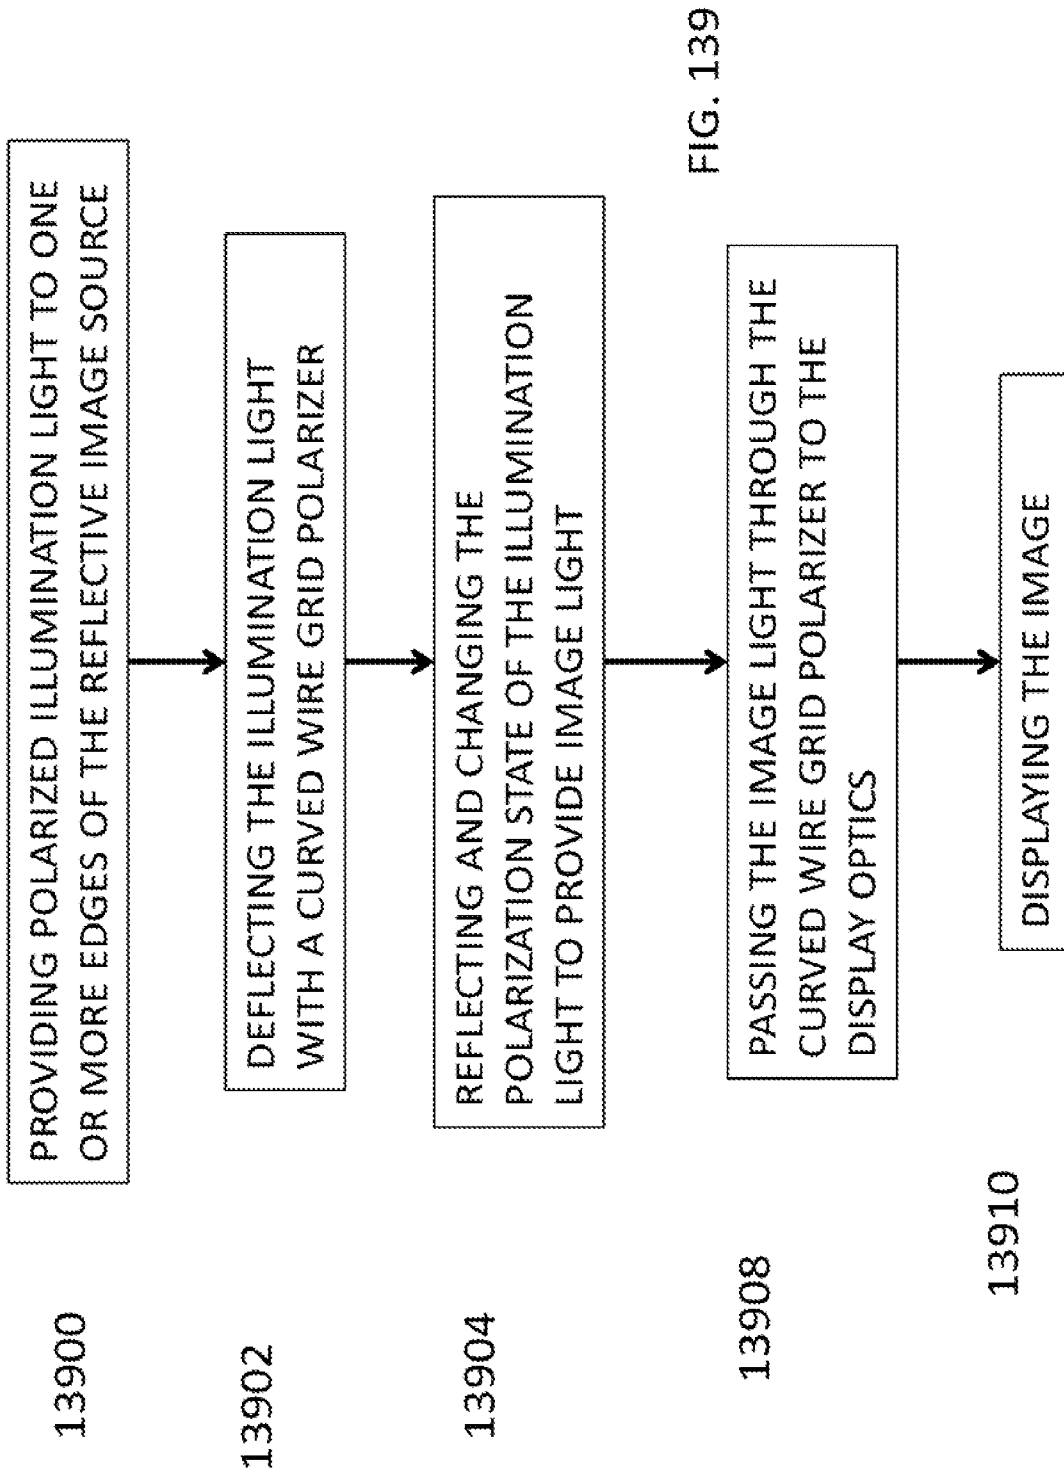 13900
PROVIDING POLARIZED ILLUMINATION LIGHT TO ONE
OR MORE EDGES OF THE REFLECTIVE IMAGE SOURCE
13902
DEFLECTING THE ILLUMINATION LIGHT
WITH A CURVED WIRE GRID POLARIZER
13904
REFLECTING AND CHANGING THE
POLARIZATION STATE OF THE ILLUMINATION
LIGHT TO PROVIDE IMAGE LIGHT
13908
PASSING THE IMAGE LIGHT THROUGH THE
CURVED WIRE GRID POLARIZER TO THE
DISPLAY OPTICS
13910
DISPLAYING THE IMAGE
FIG. 139